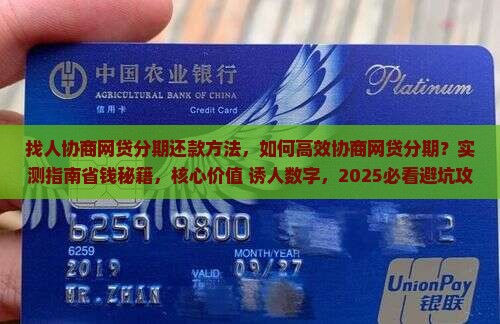 中国农业银行
AGRICULTURAL BANK OF CHINA
信用卡 Credit Card
Platinum
找人协商网贷分期还款方法，如何高效协商网贷分期？实
测指南省钱秘籍，核心价值 诱人数字，2025必看避坑攻
6259 9800 2
6259
MONTH/YEAR
2019 VALID 09/27
MR.ZHAN
UnionPay
银联